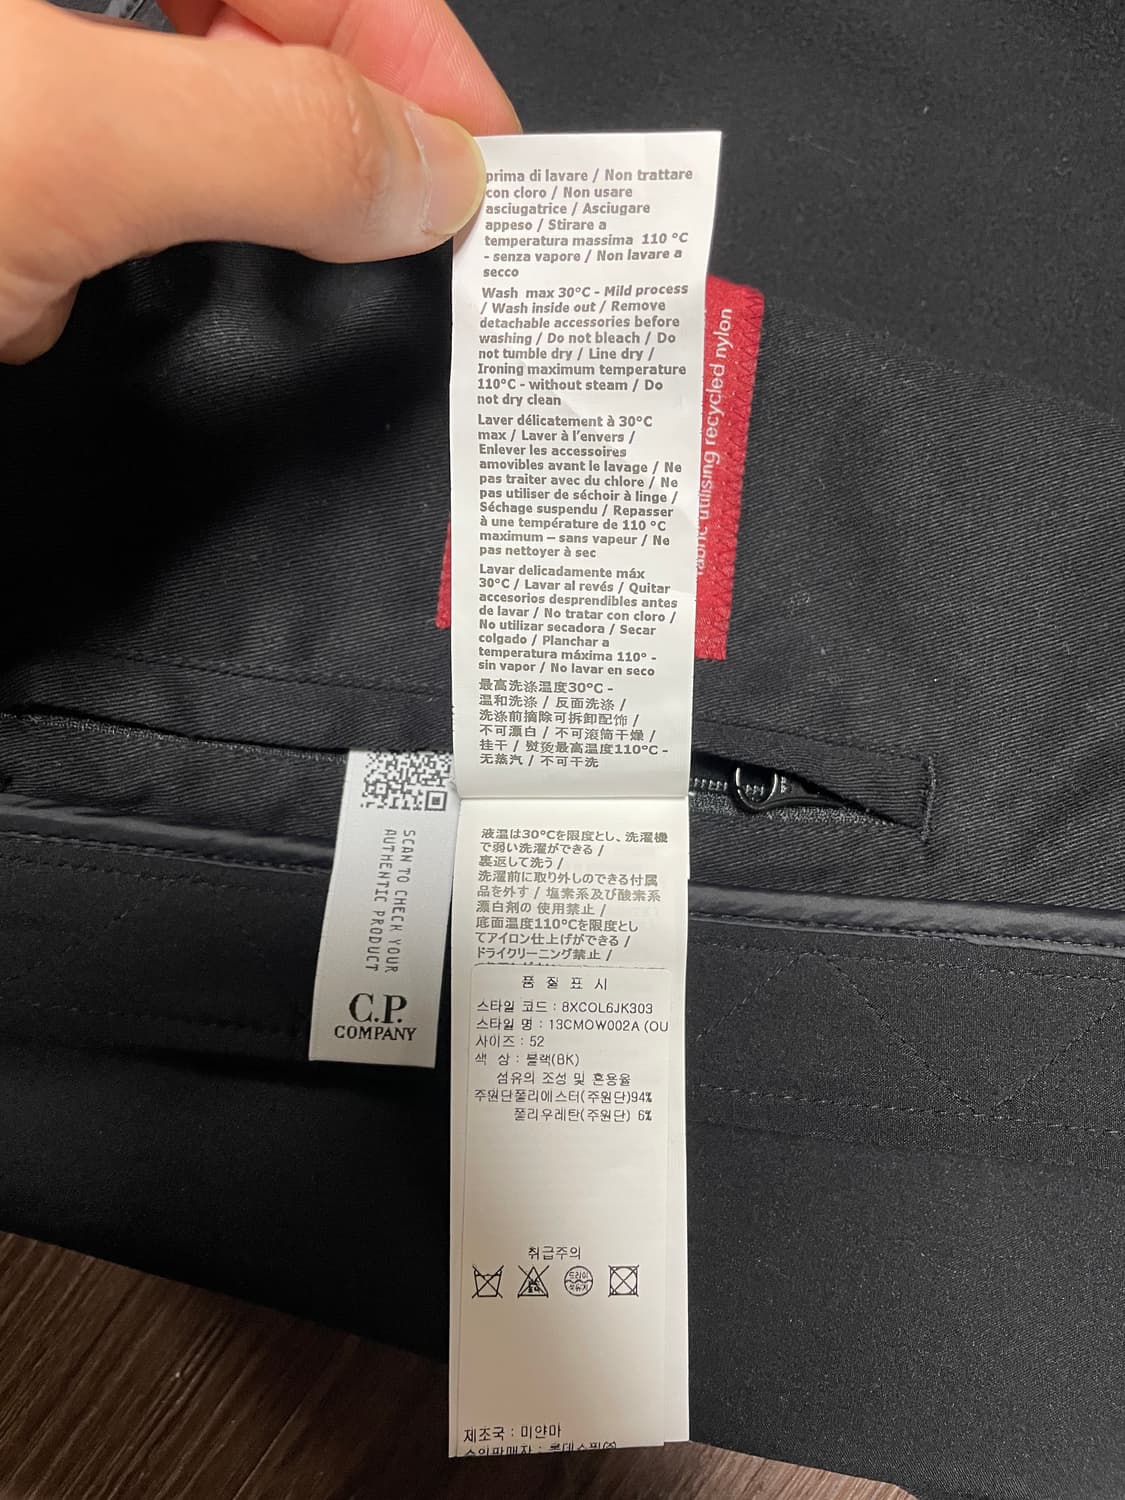 prima di lavare / Non trattare
con cloro / Non usare
asciugatrice / Asciugare
appeso / Stirare a
temperatura massima 110 °C
- senza vapore / Non lavare a
secco
Wash max 30°C - Mild process
/ Wash inside out / Remove
detachable accessories before
washing / Do not bleach / Do
not tumble dry / Line dry /
Ironing maximum temperature
110°C - without steam / Do
not dry clean
Laver délicatement à 30°C
max / Laver à l'envers /
Enlever les accessoires
amovibles avant le lavage / Ne
pas traiter avec du chlore / Ne
pas utiliser de séchoir à linge /
Séchage suspendu / Repasser
à une température de 110 °C
maximum – sans vapeur / Ne
pas nettoyer à sec
Lavar delicadamente máx
30°C / Lavar al revés / Quitar
accesorios desprendibles antes
de lavar / No tratar con cloro /
No utilizar secadora / Secar
colgado / Planchar a
temperatura máxima 110° -
sin vapor / No lavar en seco
最高洗涤温度30°C -
温和洗涤 / 反面洗涤 /
洗涤前摘除可拆卸配饰 /
不可漂白 / 不可滚筒干燥 /
挂干 / 熨烫最高温度110°C -
无蒸汽 / 不可干洗
液温は30°Cを限度とし、洗濯機
で弱い洗濯ができる /
裏返して洗う /
洗濯前に取り外しのできる付属
品を外す / 塩素系及び酸素系
漂白剤の 使用禁止 /
底面温度110°Cを限度とし
てアイロン仕上げができる /
ドライクリーニング禁止 /
품 질 표 시
스타일 코드 : 8XCOL6JK303
스타일 명 : 13CMOW002A (OU
사이즈 : 52
색 상 : 블랙(BK)
섬유의 조성 및 혼용율
주원단폴리에스터(주원단)94%
폴리우레탄(주원단) 6%
취급주의
드라이
석유계
제조국 : 미얀마
fabric utilising recycled nylon
SCAN TO CHECK YOUR
AUTHENTIC PRODUCT
C.P.
COMPANY